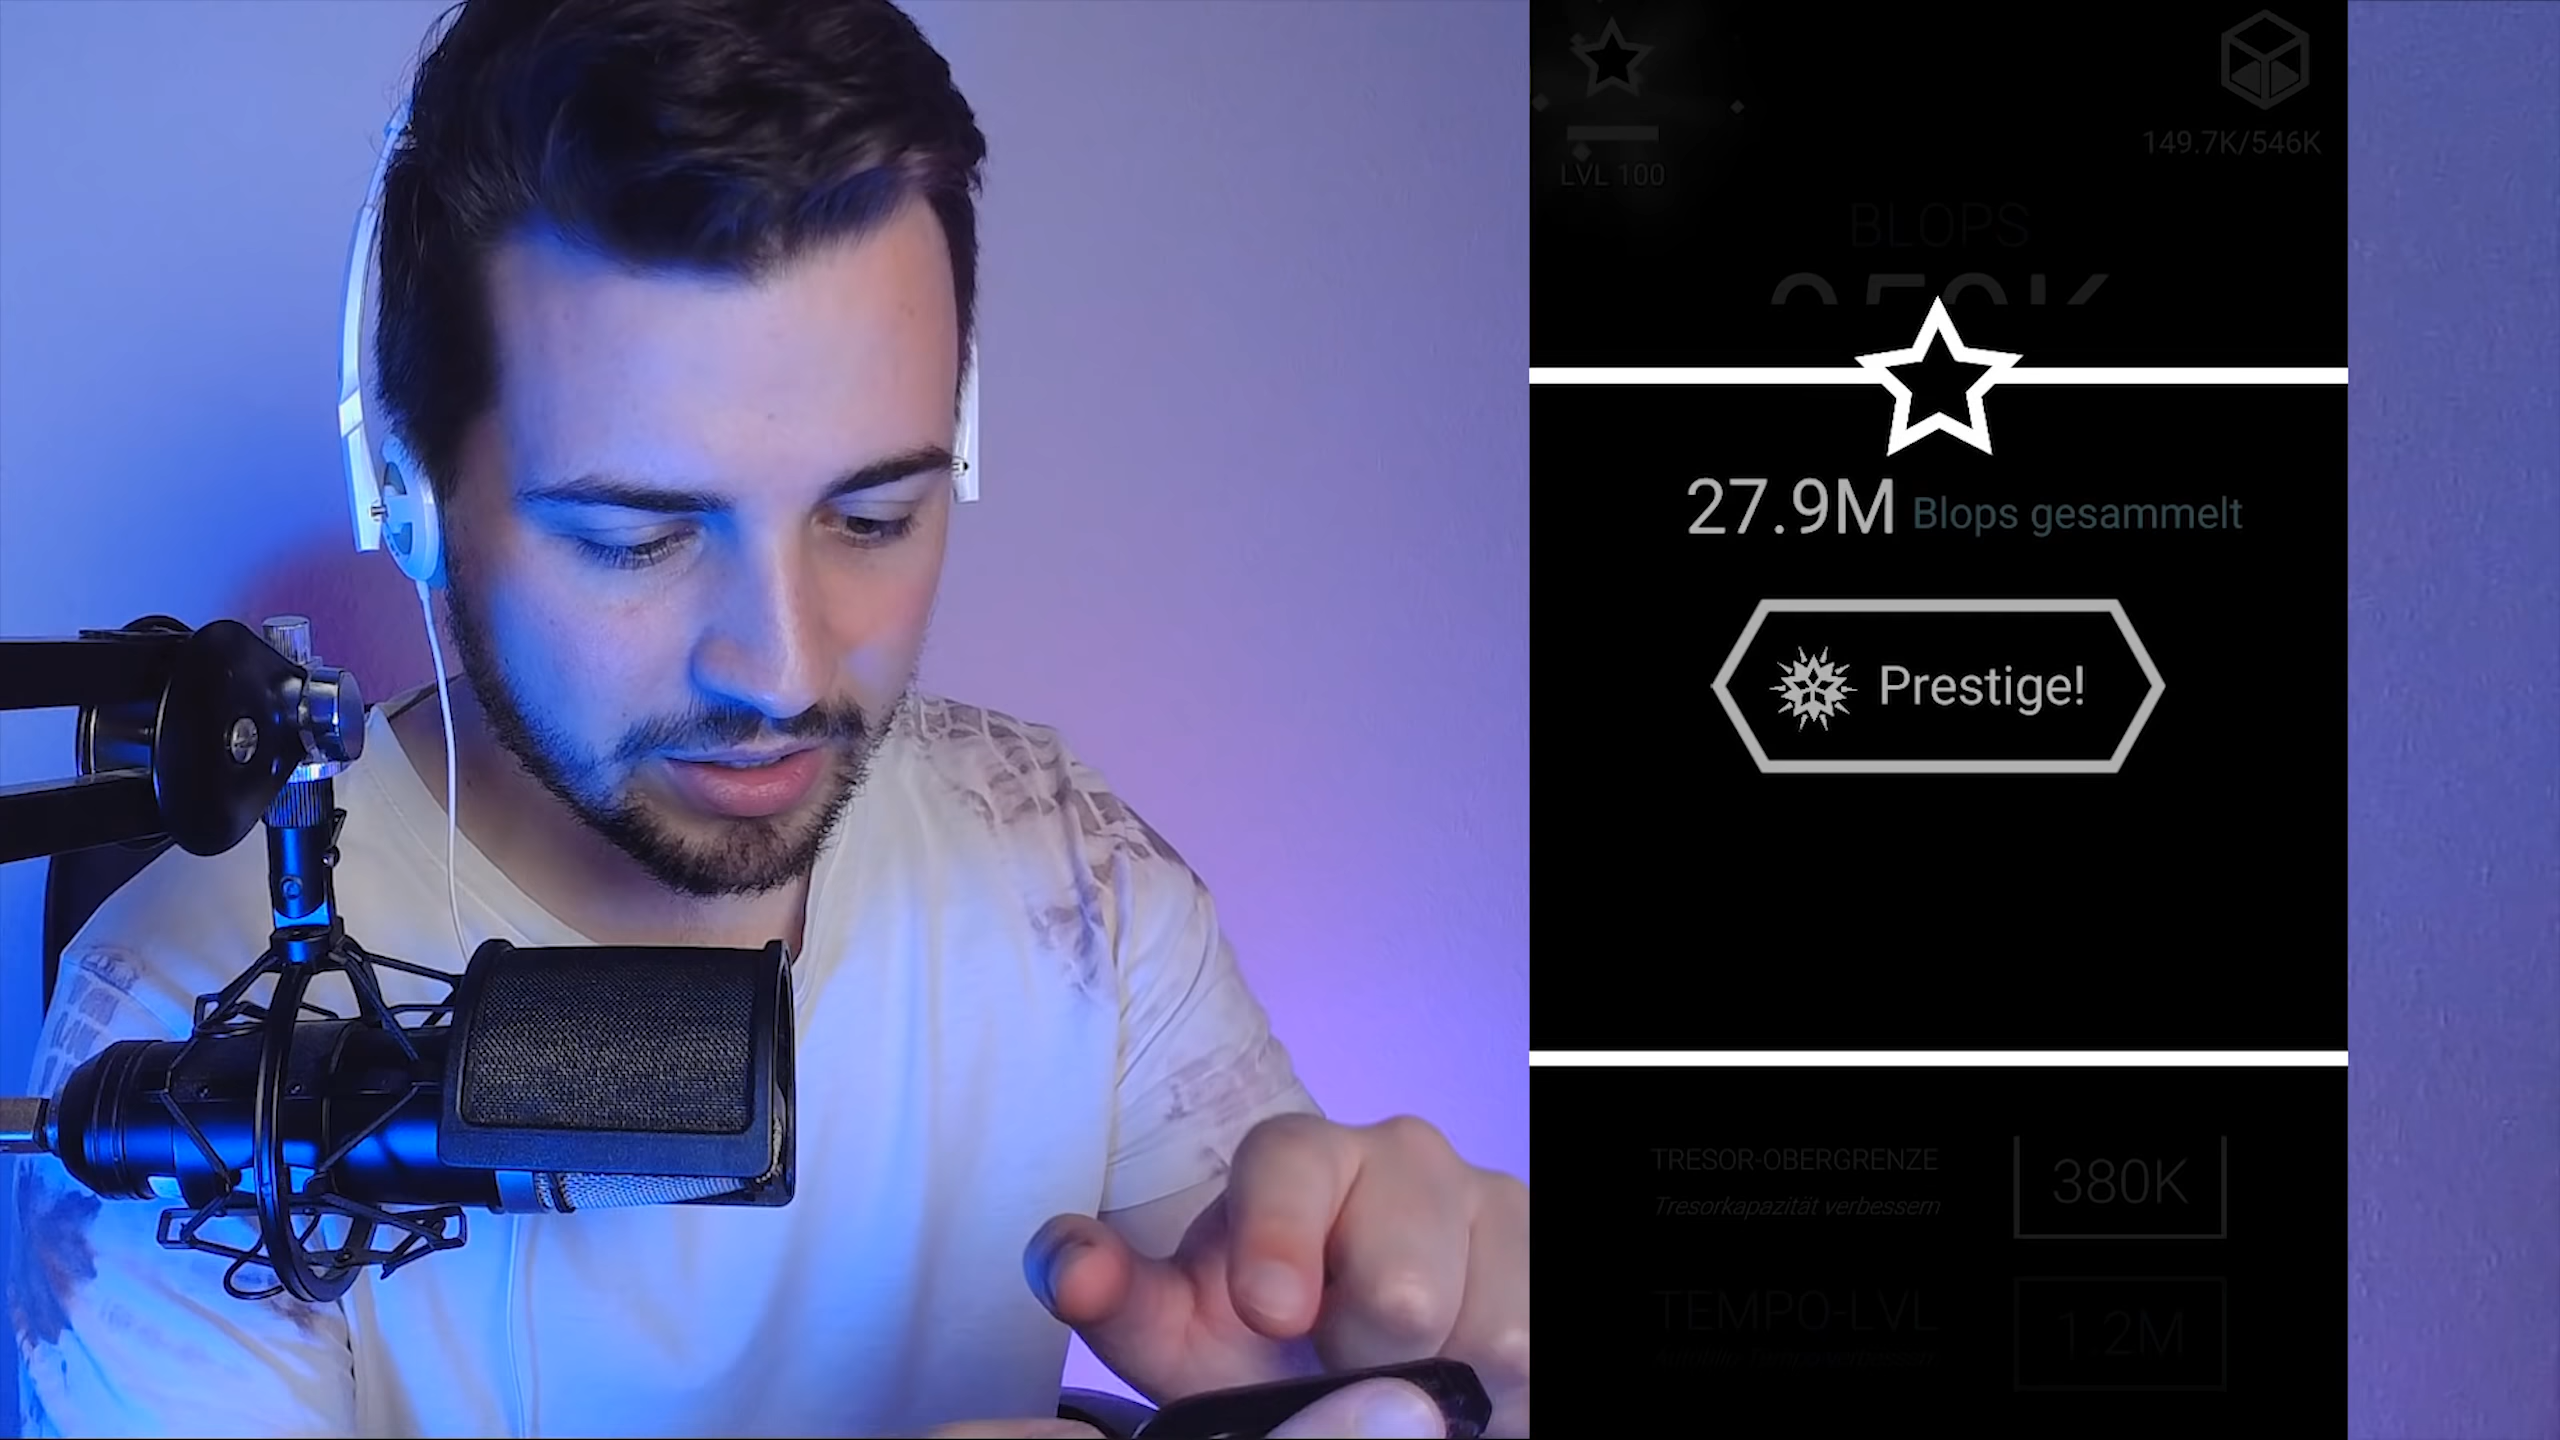 149.7K/546K
LVL 100
BLOPS
27.9M Blops gesammelt
Prestige!
TRESOR-OBERGRENZE
380K
Tresorkapazität verbessern
TEMPO-LVL
1.2M